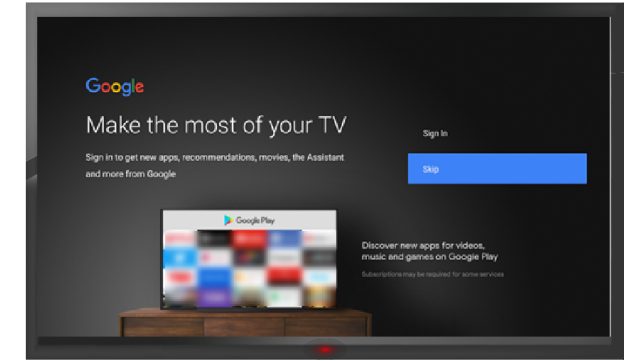 Google
Make the most of your TV
Sign in to get new apps, recommendations, movies, the Assistant
and more from Google
Sign In
Skip
Google Play
Discover new apps for videos,
music and games on Google Play
Subscriptions may be required for some services